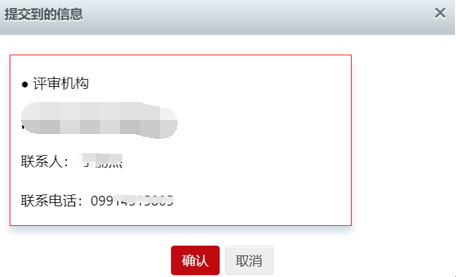 提交到的信息
● 评审机构
联系人：
联系电话：0991
确认 取消